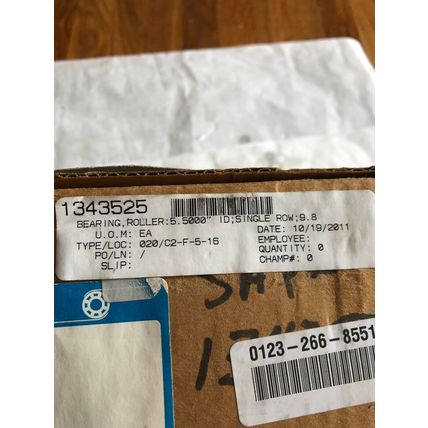 1343525
BEARING,ROLLER:5.5000" ID;SINGLE ROW;9.8
U.O.M: EA
DATE: 10/19/2011
TYPE/LOC: 020/C2-F-5-16
EMPLOYEE:
PO/LN: /
QUANTITY: 0
SLIP:
CHAMP#: 0
0123-266-8551